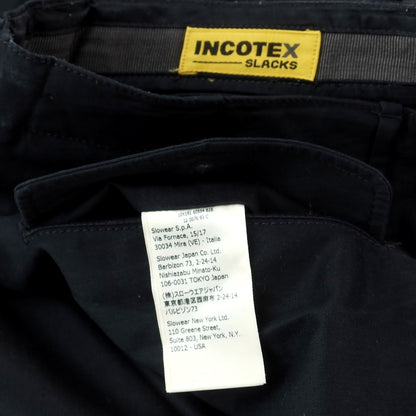 INCOTEX
SLACKS
Slowear S.p.A.
Via Fornace, 15/17
30034 Mira (VE) - Italia
Slowear Japan Co. Ltd.
Barbizon 73, 2-24-14
Nishiazabu Minato-Ku
106-0031 TOKYO Japan
(株)スローウエアジャパン
東京都港区西麻布 2-24-14
バルビゾン73
Slowear New York Ltd.
110 Greene Street,
Suite 803, New York, N.Y.
10012 - USA